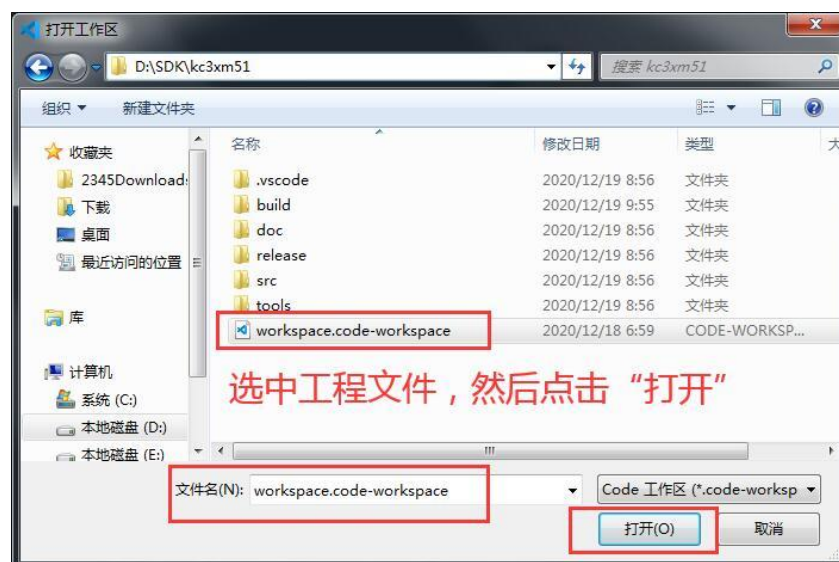 打开工作区
D:\SDK\kc3xm51
搜索 kc3xm51
组织 新建文件夹
名称 修改日期 类型 大
收藏夹
2345Downloads
下载
桌面
最近访问的位置
库
计算机
系统 (C:)
本地磁盘 (D:)
本地磁盘 (E:)
.vscode 2020/12/19 8:56 文件夹
build 2020/12/19 9:55 文件夹
doc 2020/12/19 8:56 文件夹
release 2020/12/19 8:56 文件夹
src 2020/12/19 8:56 文件夹
tools 2020/12/19 8:56 文件夹
workspace.code-workspace 2020/12/18 6:59 CODE-WORKSP...
选中工程文件，然后点击“打开”
文件名(N): workspace.code-workspace
Code 工作区 (*.code-worksp
打开(O) 取消